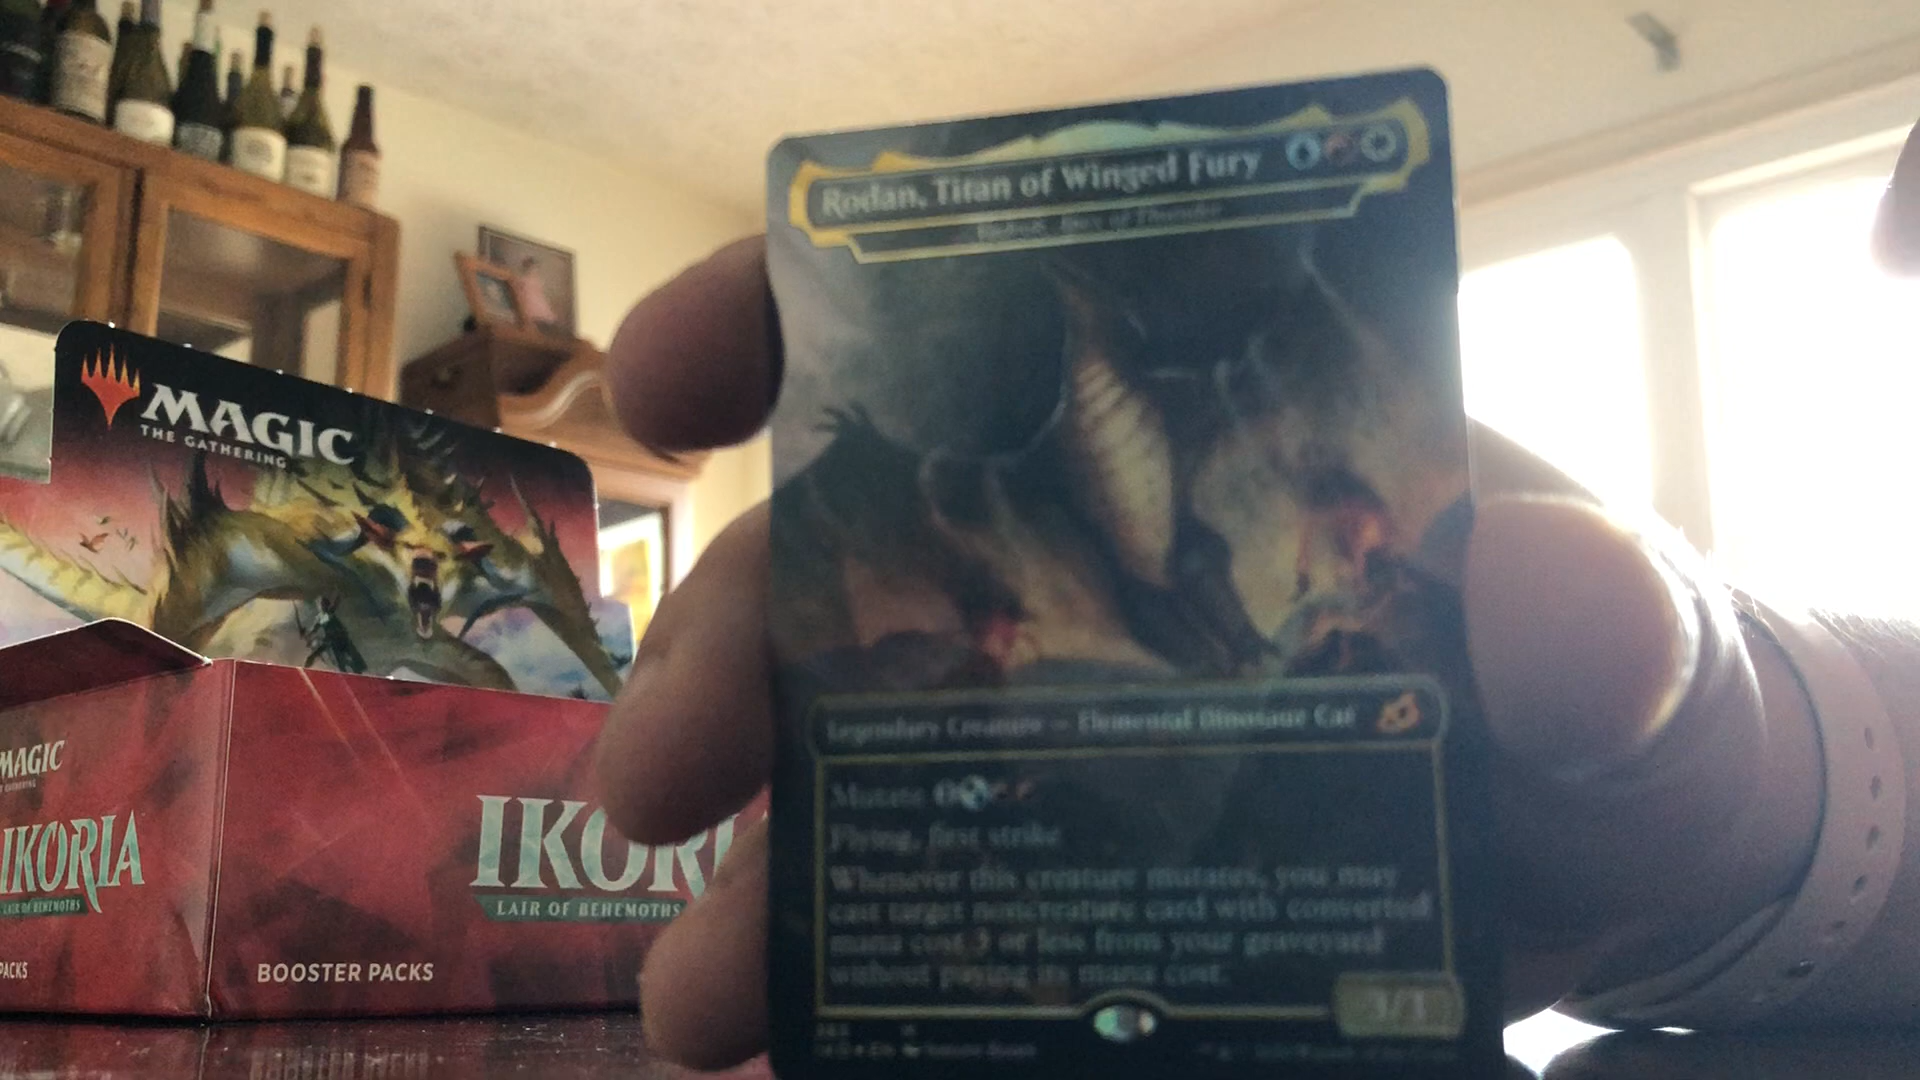 MAGIC
THE GATHERING
MAGIC
IKORIA
LAIR OF BEHEMOTHS
PACKS
IKOR
LAIR OF BEHEMOTHS
BOOSTER PACKS
Rodan, Titan of Winged Fury
Legendary Creature — Elemental Dinosaur Cat
Mutate
Flying, first strike
Whenever this creature mutates, you may
cast target noncreature card with converted
mana cost 3 or less from your graveyard
without paying its mana cost.
3/3